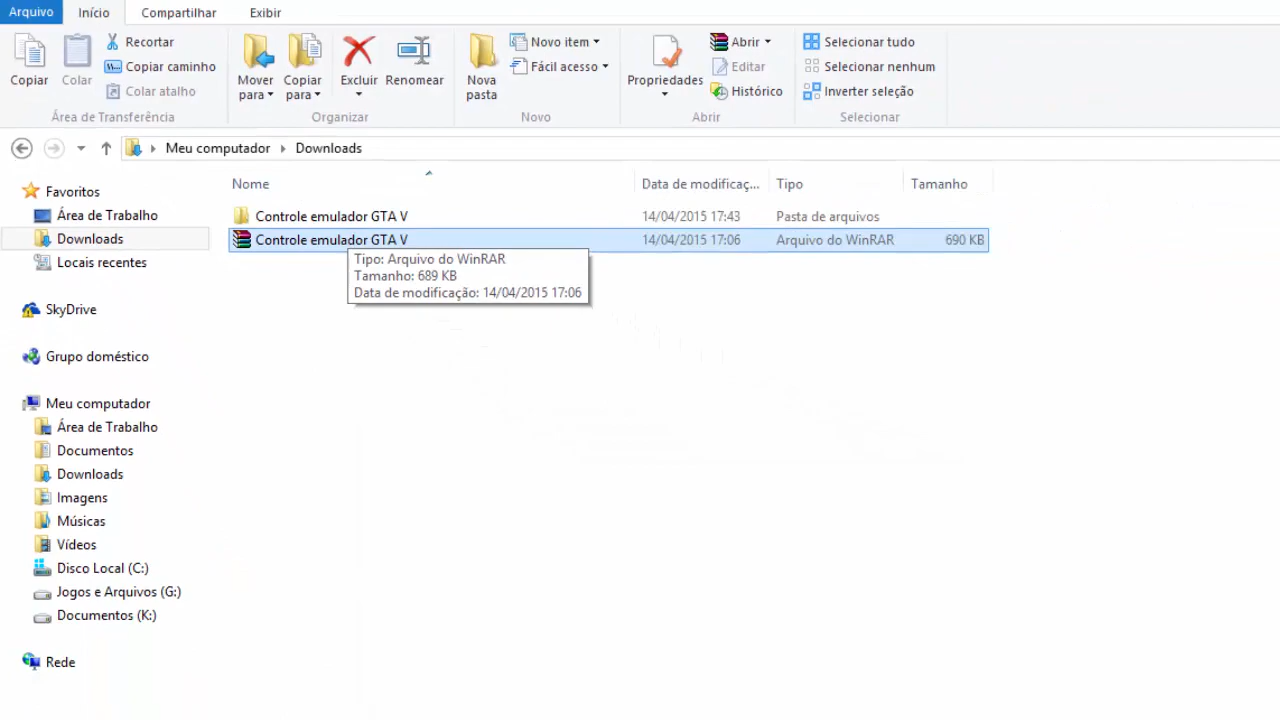 Arquivo Início Compartilhar Exibir
Copiar
Colar
Recortar
Copiar caminho
Colar atalho
Área de Transferência
Mover para
Copiar para
Excluir
Renomear
Organizar
Nova pasta
Novo item
Fácil acesso
Novo
Propriedades
Abrir
Editar
Histórico
Abrir
Selecionar tudo
Selecionar nenhum
Inverter seleção
Selecionar
Meu computador Downloads
Favoritos
Área de Trabalho
Downloads
Locais recentes
SkyDrive
Grupo doméstico
Meu computador
Área de Trabalho
Documentos
Downloads
Imagens
Músicas
Vídeos
Disco Local (C:)
Jogos e Arquivos (G:)
Documentos (K:)
Rede
Nome Data de modificaç... Tipo Tamanho
Controle emulador GTA V 14/04/2015 17:43 Pasta de arquivos
Controle emulador GTA V 14/04/2015 17:06 Arquivo do WinRAR 690 KB
Tipo: Arquivo do WinRAR
Tamanho: 689 KB
Data de modificação: 14/04/2015 17:06